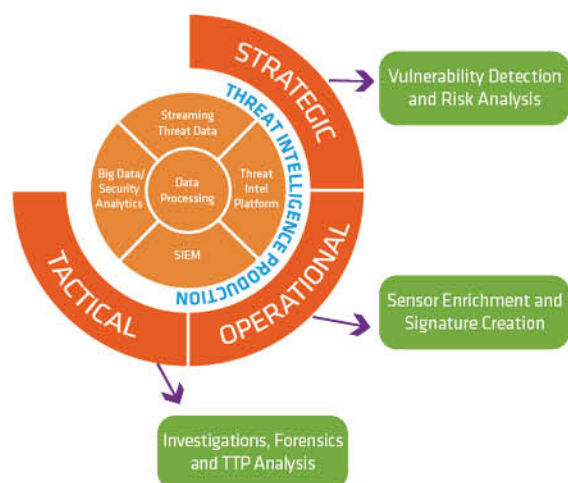 STRATEGIC
Vulnerability Detection
and Risk Analysis
THREAT INTELLIGENCE PRODUCTION
Streaming
Threat Data
Big Data/
Security
Analytics
Data
Processing
Threat
Intel
Platform
SIEM
OPERATIONAL
Sensor Enrichment and
Signature Creation
TACTICAL
Investigations, Forensics
and TTP Analysis